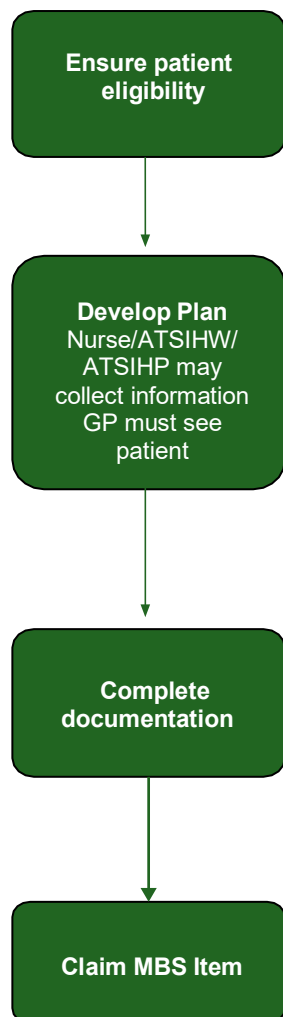 Ensure patient
eligibility
Develop Plan
Nurse/ATSIHW/
ATSIHP may
collect information
GP must see
patient
Complete
documentation
Claim MBS Item